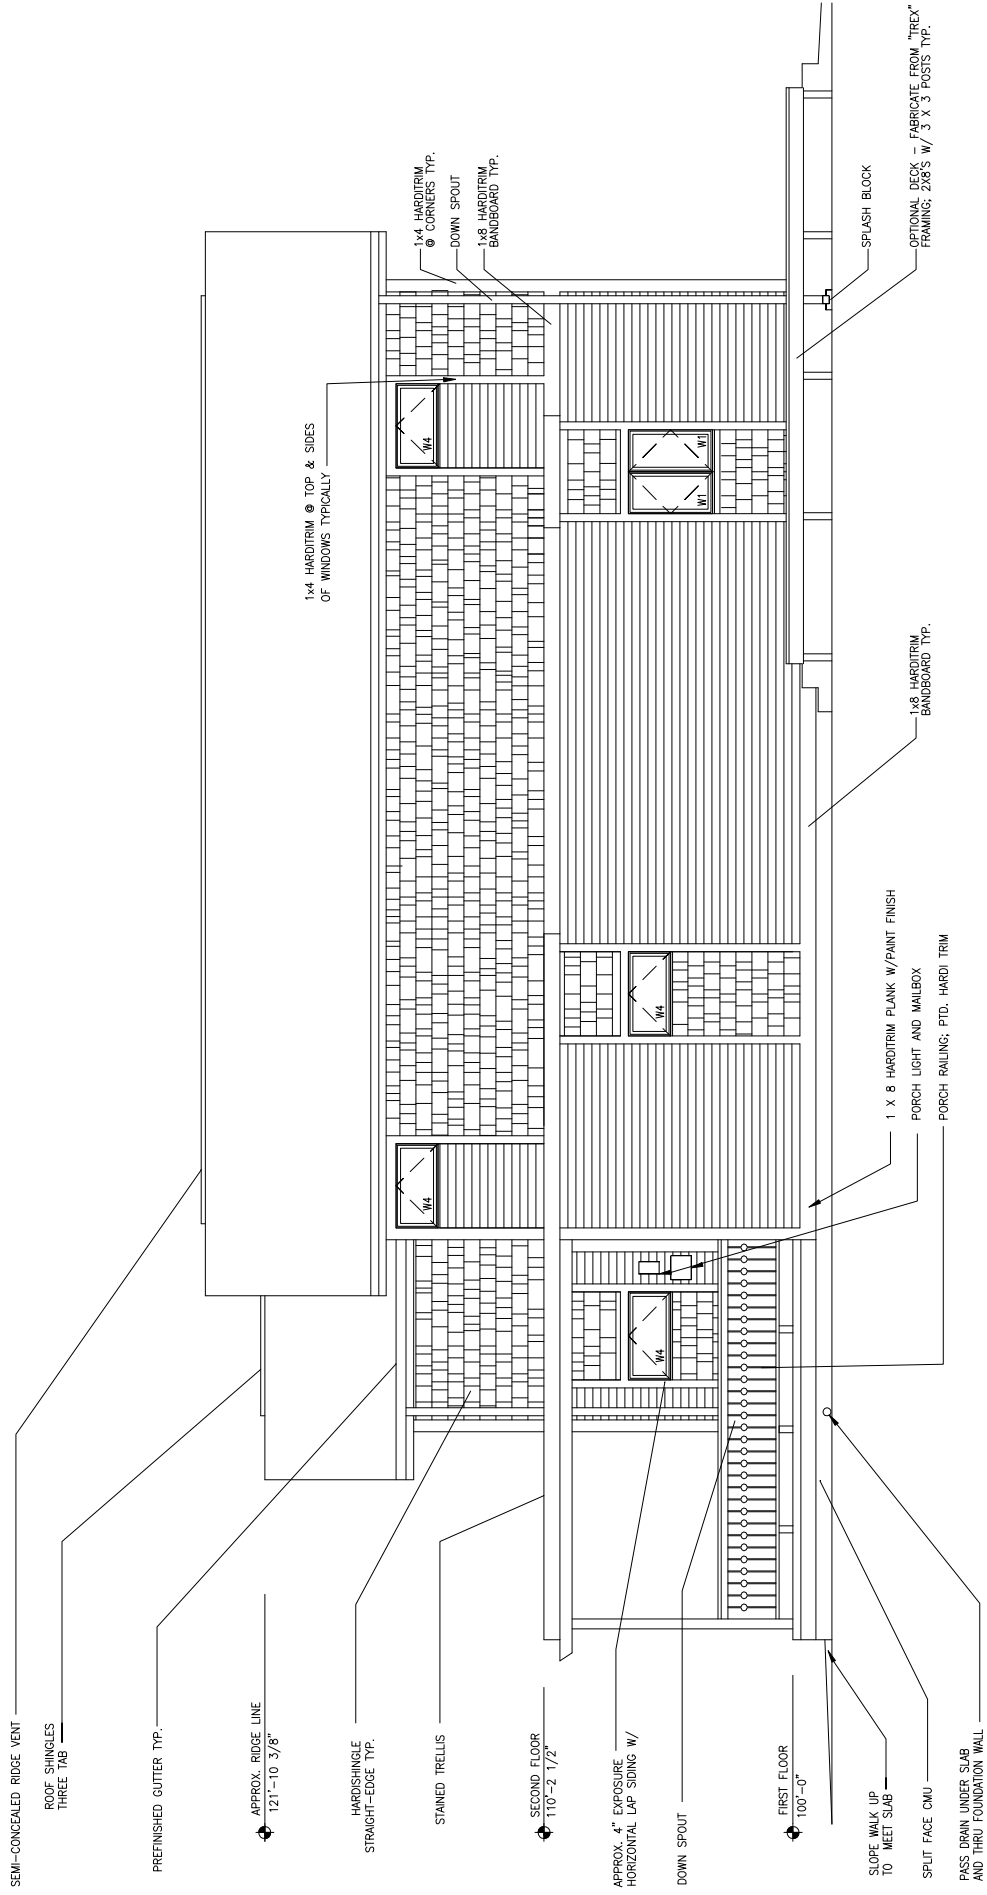 SEMI-CONCEALED RIDGE VENT
ROOF SHINGLES
THREE TAB
PREFINISHED GUTTER TYP.
APPROX. RIDGE LINE
121'-10 3/8"
HARDISHINGLE
STRAIGHT-EDGE TYP.
STAINED TRELLIS
SECOND FLOOR
110'-2 1/2"
APPROX. 4" EXPOSURE
HORIZONTAL LAP SIDING W/
DOWN SPOUT
FIRST FLOOR
100'-0"
SLOPE WALK UP
TO MEET SLAB
SPLIT FACE CMU
PASS DRAIN UNDER SLAB
AND THRU FOUNDATION WALL
1x4 HARDITRIM @ TOP & SIDES
OF WINDOWS TYPICALLY
W4
W4
W4
W4
W1
W1
1 X 8 HARDITRIM PLANK W/PAINT FINISH
PORCH LIGHT AND MAILBOX
PORCH RAILING; PTD. HARDI TRIM
1x8 HARDITRIM
BANDBOARD TYP.
1x4 HARDITRIM
@ CORNERS TYP.
DOWN SPOUT
1x8 HARDITRIM
BANDBOARD TYP.
SPLASH BLOCK
OPTIONAL DECK - FABRICATE FROM "TREX"
FRAMING; 2X8'S W/ 3 X 3 POSTS TYP.